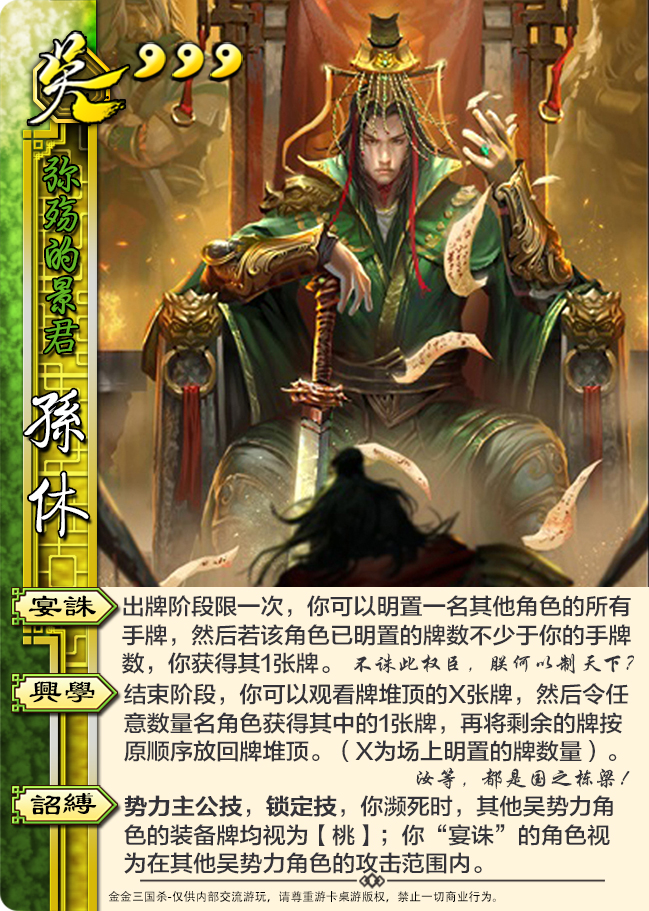 吴
弥殇的景君
孫休
宴誅
出牌阶段限一次，你可以明置一名其他角色的所有
手牌，然后若该角色已明置的牌数不少于你的手牌
数，你获得其1张牌。不诛此权臣，朕何以制天下？
興學
结束阶段，你可以观看牌堆顶的X张牌，然后令任
意数量名角色获得其中的1张牌，再将剩余的牌按
原顺序放回牌堆顶。（X为场上明置的牌数量）。
汝等，都是国之栋梁！
詔縛
势力主公技，锁定技，你濒死时，其他吴势力角
色的装备牌均视为【桃】；你“宴诛”的角色视
为在其他吴势力角色的攻击范围内。
金金三国杀-仅供内部交流游玩，请尊重游卡桌游版权，禁止一切商业行为。